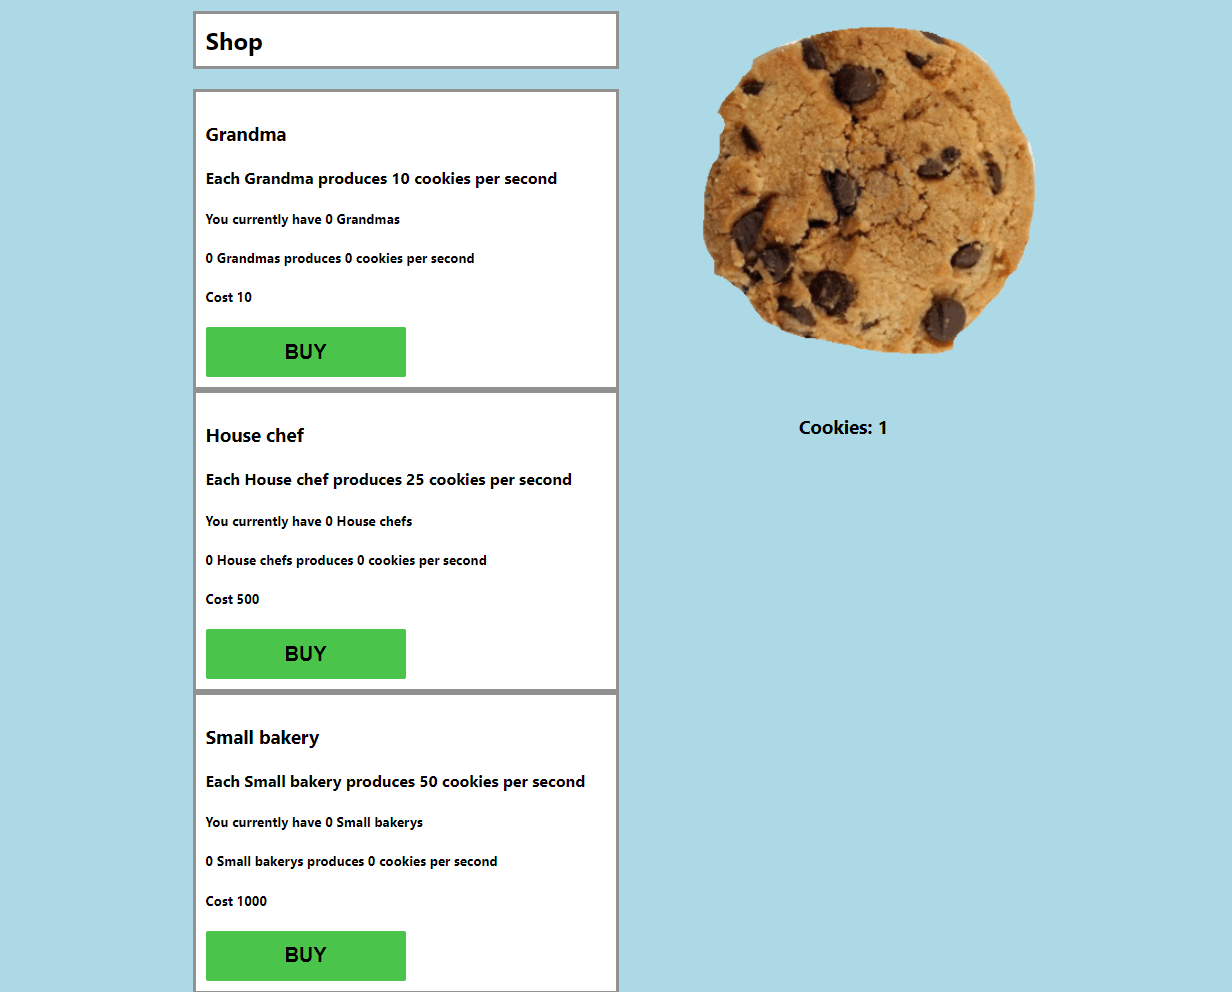 Shop
Grandma
Each Grandma produces 10 cookies per second
You currently have 0 Grandmas
0 Grandmas produces 0 cookies per second
Cost 10
BUY
House chef
Each House chef produces 25 cookies per second
You currently have 0 House chefs
0 House chefs produces 0 cookies per second
Cost 500
BUY
Small bakery
Each Small bakery produces 50 cookies per second
You currently have 0 Small bakerys
0 Small bakerys produces 0 cookies per second
Cost 1000
BUY
Cookies: 1